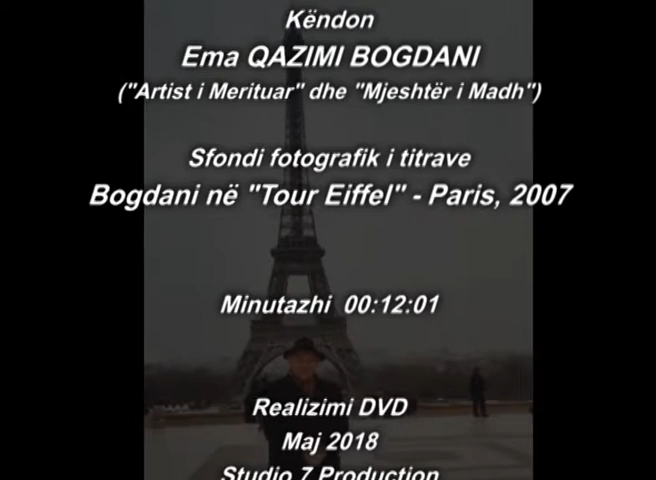 Këndon
Ema QAZIMI BOGDANI
("Artist i Merituar" dhe "Mjeshtër i Madh")
Sfondi fotografik i titrave
Bogdani në "Tour Eiffel" - Paris, 2007
Minutazhi 00:12:01
Realizimi DVD
Maj 2018
Studio 7 Production